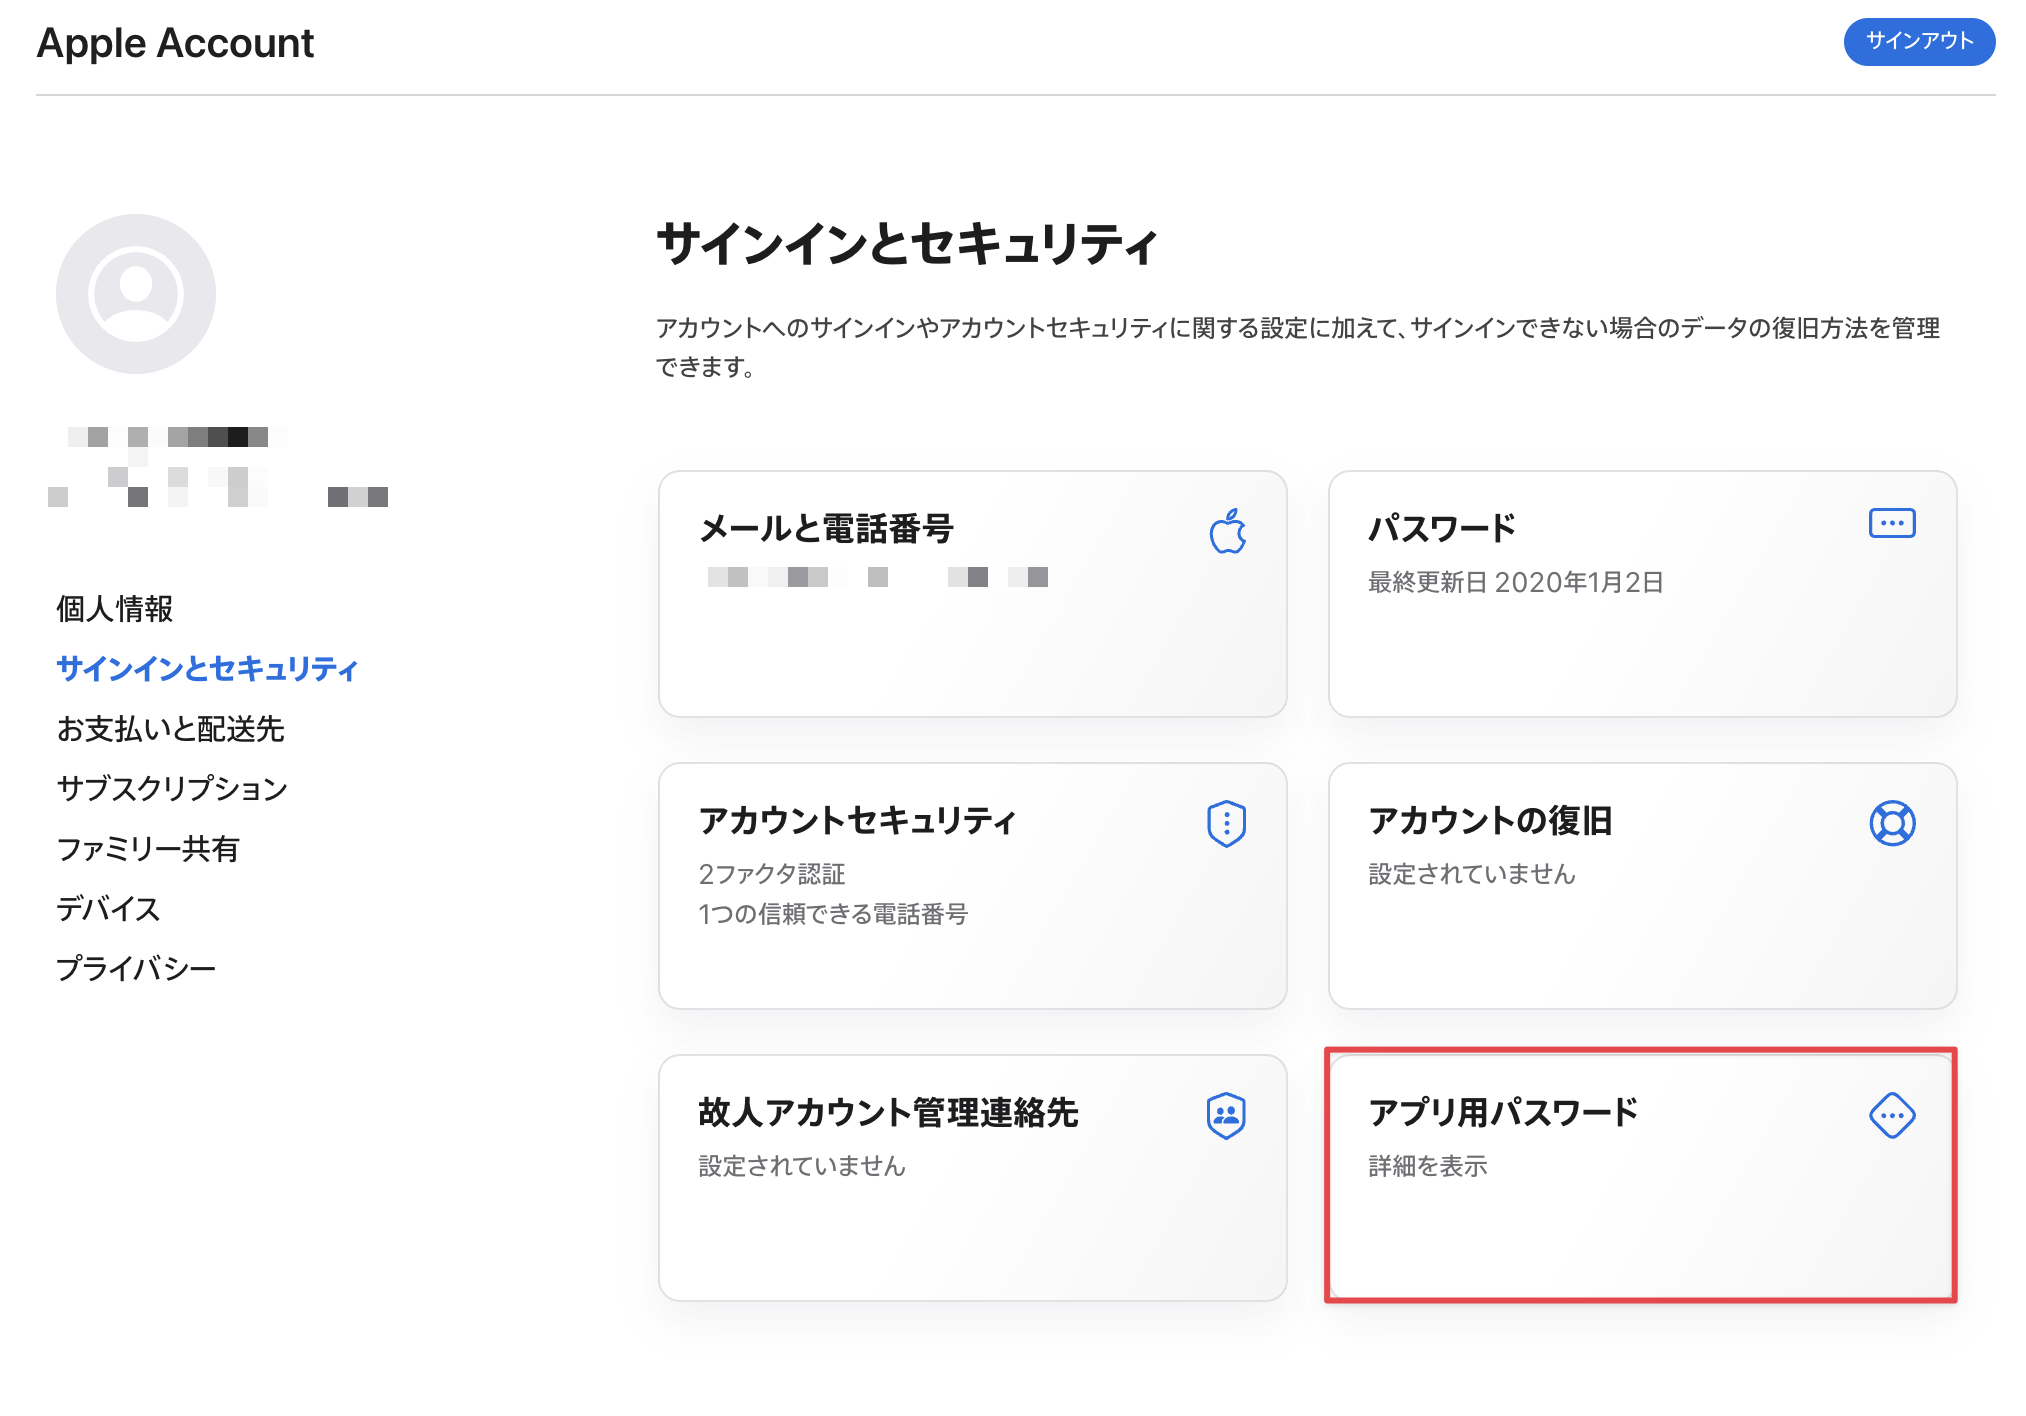 Apple Account
サインアウト
サインインとセキュリティ
アカウントへのサインインやアカウントセキュリティに関する設定に加えて、サインインできない場合のデータの復旧方法を管理
できます。
個人情報
サインインとセキュリティ
お支払いと配送先
サブスクリプション
ファミリー共有
デバイス
プライバシー
メールと電話番号
パスワード
最終更新日 2020年1月2日
アカウントセキュリティ
2ファクタ認証
1つの信頼できる電話番号
アカウントの復旧
設定されていません
故人アカウント管理連絡先
設定されていません
アプリ用パスワード
詳細を表示